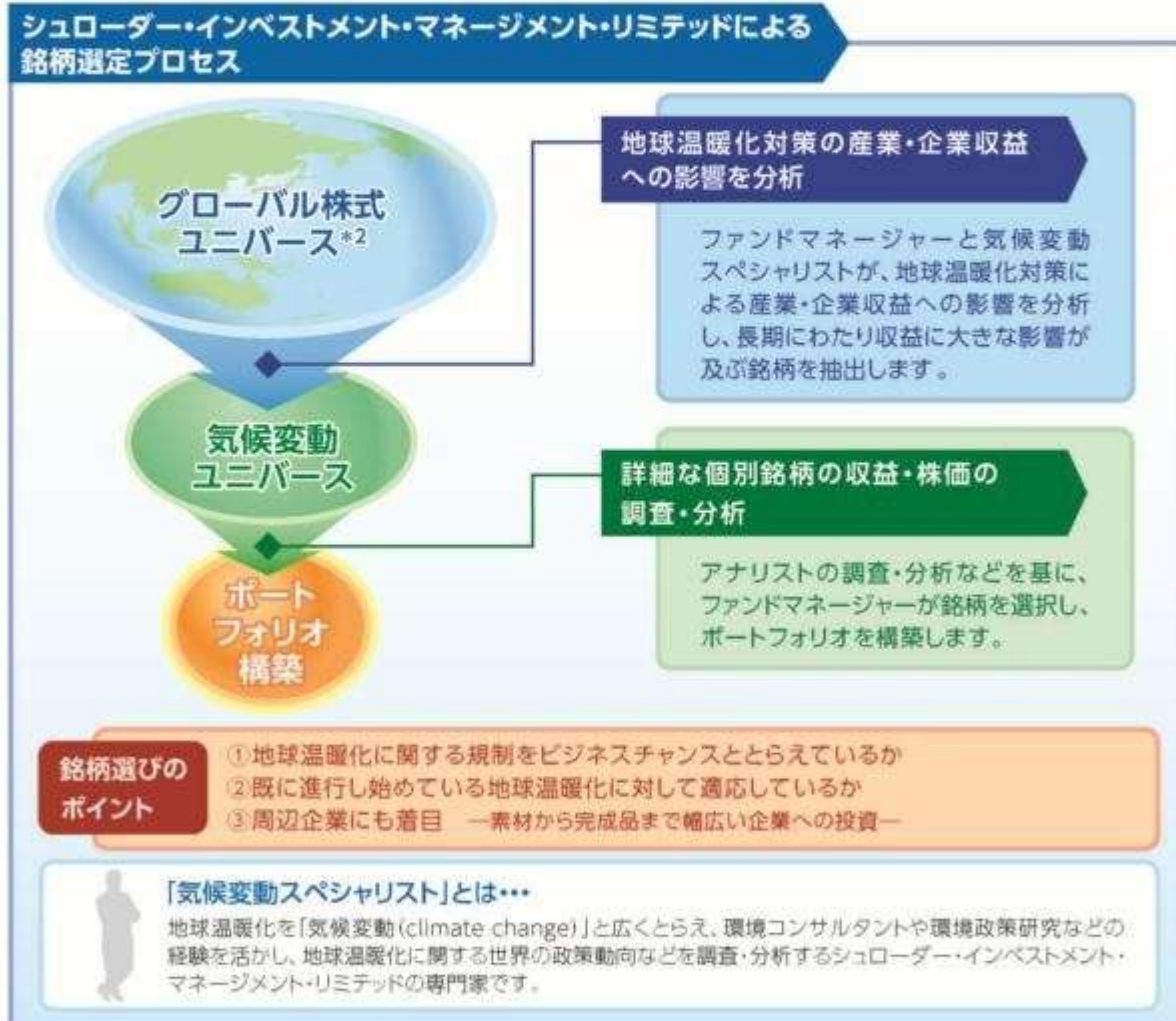 シュローダー・インベストメント・マネージメント・リミテッドによる
銘柄選定プロセス
グローバル株式
ユニバース*2
地球温暖化対策の産業・企業収益
への影響を分析
ファンドマネージャーと気候変動
スペシャリストが、地球温暖化対策に
よる産業・企業収益への影響を分析
し、長期にわたり収益に大きな影響が
及ぶ銘柄を抽出します。
気候変動
ユニバース
詳細な個別銘柄の収益・株価の
調査・分析
アナリストの調査・分析などを基に、
ファンドマネージャーが銘柄を選択し、
ポートフォリオを構築します。
ポート
フォリオ
構築
銘柄選びの
ポイント
①地球温暖化に関する規制をビジネスチャンスととらえているか
②既に進行し始めている地球温暖化に対して適応しているか
③周辺企業にも着目 ―素材から完成品まで幅広い企業への投資―
「気候変動スペシャリスト」とは・・・
地球温暖化を「気候変動(climate change)」と広くとらえ、環境コンサルタントや環境政策研究などの
経験を活かし、地球温暖化に関する世界の政策動向などを調査・分析するシュローダー・インベストメント・
マネージメント・リミテッドの専門家です。